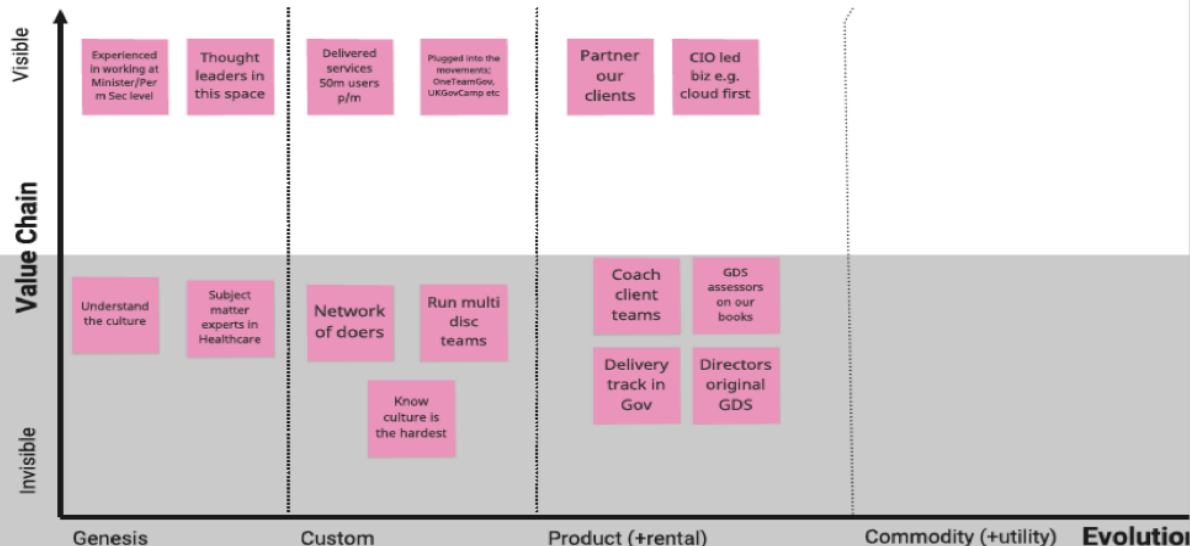 Visible
Value Chain
Invisible
Experienced
in working at
Minister/Per
m Sec level
Thought
leaders in
this space
Delivered
services
50m users
p/m
Plugged into the
movements;
OneTeamGov,
UKGovCamp etc
Partner
our
clients
CIO led
biz e.g.
cloud first
Understand
the culture
Subject
matter
experts in
Healthcare
Network
of doers
Run multi
disc
teams
Know
culture is
the hardest
Coach
client
teams
GDS
assessors
on our
books
Delivery
track in
Gov
Directors
original
GDS
Genesis
Custom
Product (+rental)
Commodity (+utility)
Evolution